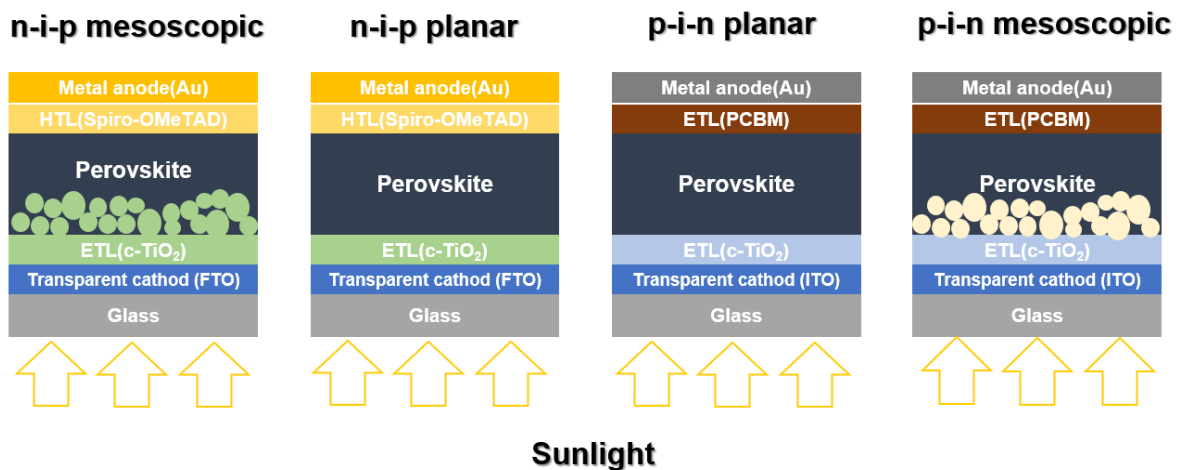 n-i-p mesoscopic
n-i-p planar
p-i-n planar
p-i-n mesoscopic
Metal anode(Au)
HTL(Spiro-OMeTAD)
Perovskite
ETL(c-TiO₂)
Transparent cathod (FTO)
Glass
Metal anode(Au)
HTL(Spiro-OMeTAD)
Perovskite
ETL(c-TiO₂)
Transparent cathod (FTO)
Glass
Metal anode(Au)
ETL(PCBM)
Perovskite
ETL(c-TiO₂)
Transparent cathod (ITO)
Glass
Metal anode(Au)
ETL(PCBM)
Perovskite
ETL(c-TiO₂)
Transparent cathod (ITO)
Glass
Sunlight